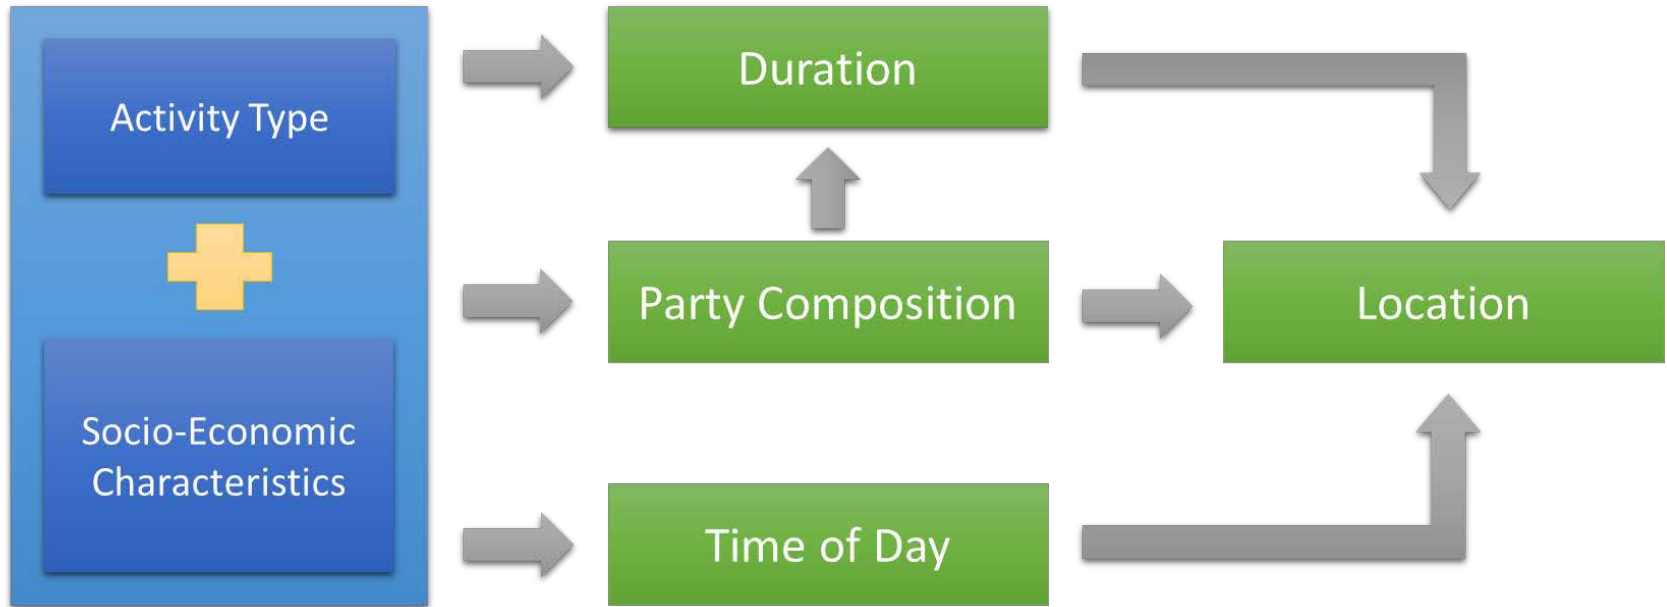 Activity Type
Socio-Economic
Characteristics
Duration
Party Composition
Time of Day
Location